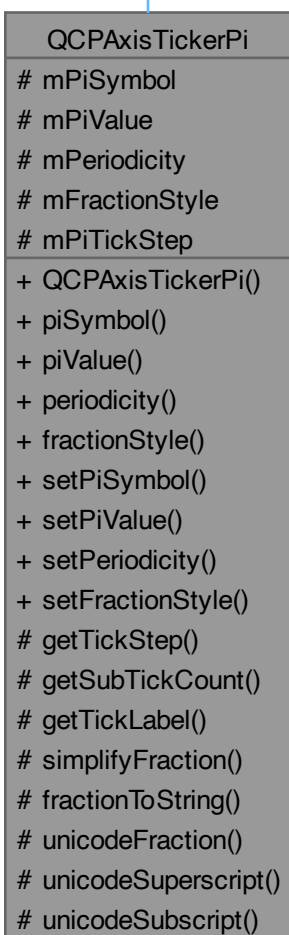 QCPAxisTickerPi
# mPiSymbol
# mPiValue
# mPeriodicity
# mFractionStyle
# mPiTickStep
+ QCPAxisTickerPi()
+ piSymbol()
+ piValue()
+ periodicity()
+ fractionStyle()
+ setPiSymbol()
+ setPiValue()
+ setPeriodicity()
+ setFractionStyle()
# getTickStep()
# getSubTickCount()
# getTickLabel()
# simplifyFraction()
# fractionToString()
# unicodeFraction()
# unicodeSuperscript()
# unicodeSubscript()